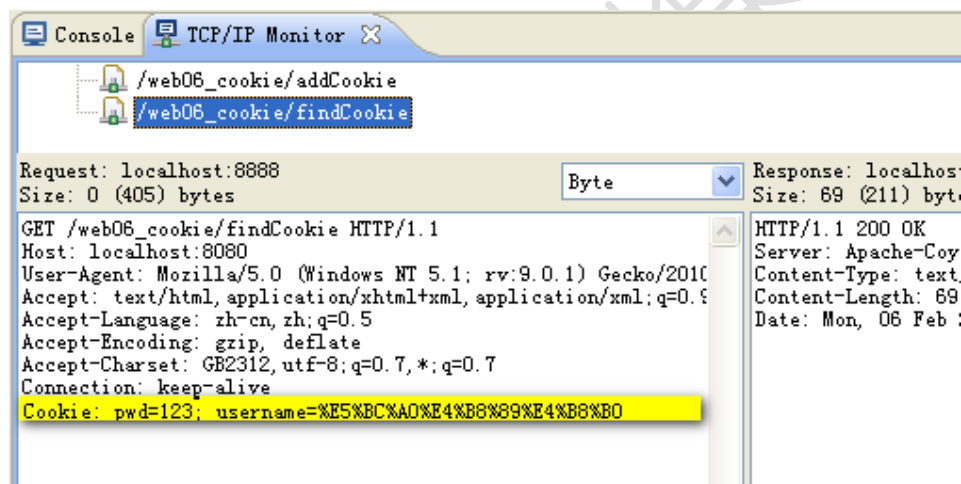 Console TCP/IP Monitor
/web06_cookie/addCookie
/web06_cookie/findCookie
Request: localhost:8888
Size: 0 (405) bytes
Byte
GET /web06_cookie/findCookie HTTP/1.1
Host: localhost:8080
User-Agent: Mozilla/5.0 (Windows NT 5.1; rv:9.0.1) Gecko/2010
Accept: text/html,application/xhtml+xml,application/xml;q=0.9
Accept-Language: zh-cn,zh;q=0.5
Accept-Encoding: gzip, deflate
Accept-Charset: GB2312,utf-8;q=0.7,*;q=0.7
Connection: keep-alive
Cookie: pwd=123; username=%E5%BC%A0%E4%B8%89%E4%B8%B0
Response: localhost
Size: 69 (211) byte
HTTP/1.1 200 OK
Server: Apache-Coy
Content-Type: text/
Content-Length: 69
Date: Mon, 06 Feb